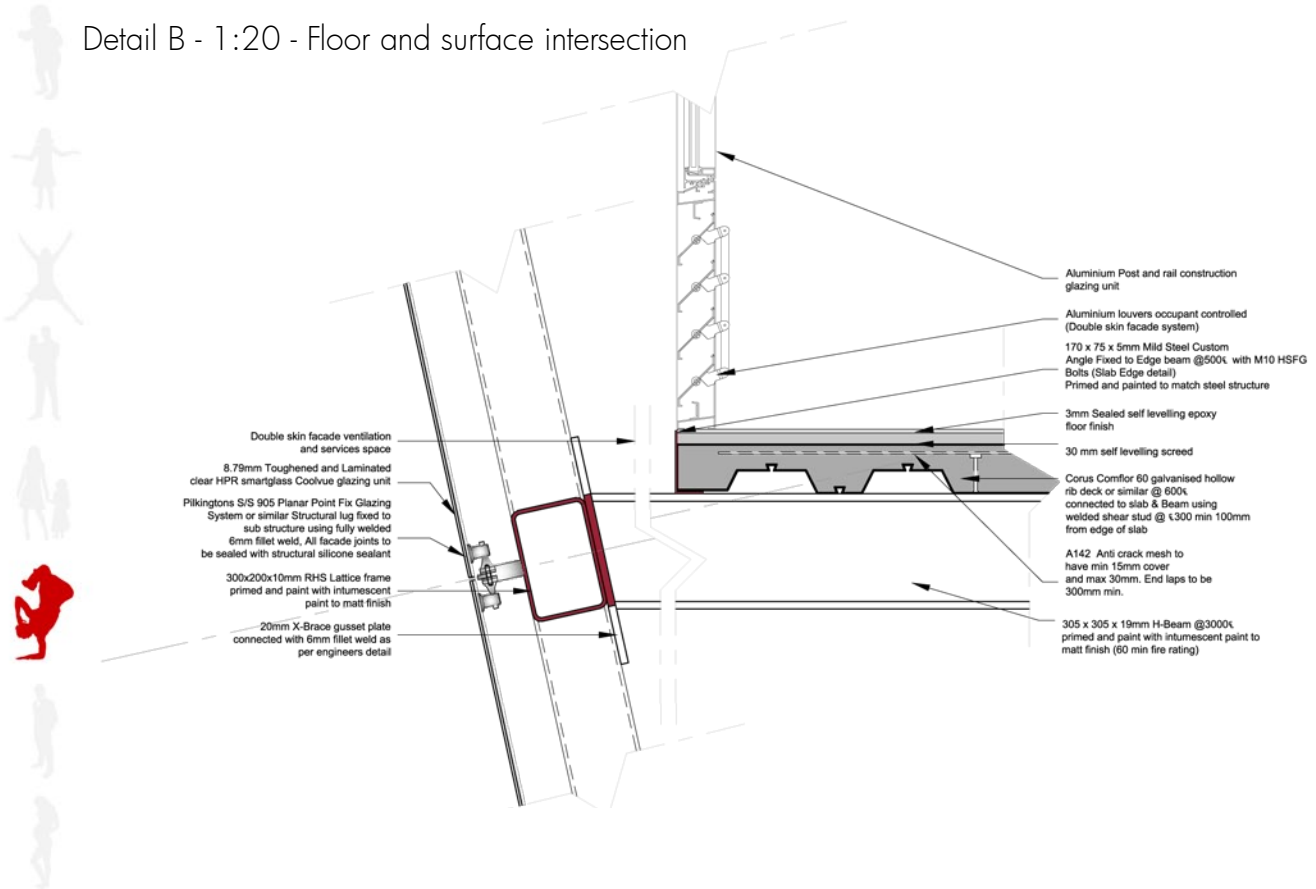 Detail B - 1:20 - Floor and surface intersection
Double skin facade ventilation
and services space
8.79mm Toughened and Laminated
clear HPR smartglass Coolvue glazing unit
Pilkingtons S/S 905 Planar Point Fix Glazing
System or similar Structural lug fixed to
sub structure using fully welded
6mm fillet weld, All facade joints to
be sealed with structural silicone sealant
300x200x10mm RHS Lattice frame
primed and paint with intumescent
paint to matt finish
20mm X-Brace gusset plate
connected with 6mm fillet weld as
per engineers detail
Aluminium Post and rail construction
glazing unit
Aluminium louvers occupant controlled
(Double skin facade system)
170 x 75 x 5mm Mild Steel Custom
Angle Fixed to Edge beam @500℄ with M10 HSFG
Bolts (Slab Edge detail)
Primed and painted to match steel structure
3mm Sealed self levelling epoxy
floor finish
30 mm self levelling screed
Corus Comflor 60 galvanised hollow
rib deck or similar @ 600℄
connected to slab & Beam using
welded shear stud @ ℄300 min 100mm
from edge of slab
A142 Anti crack mesh to
have min 15mm cover
and max 30mm. End laps to be
300mm min.
305 x 305 x 19mm H-Beam @3000℄
primed and paint with intumescent paint to
matt finish (60 min fire rating)